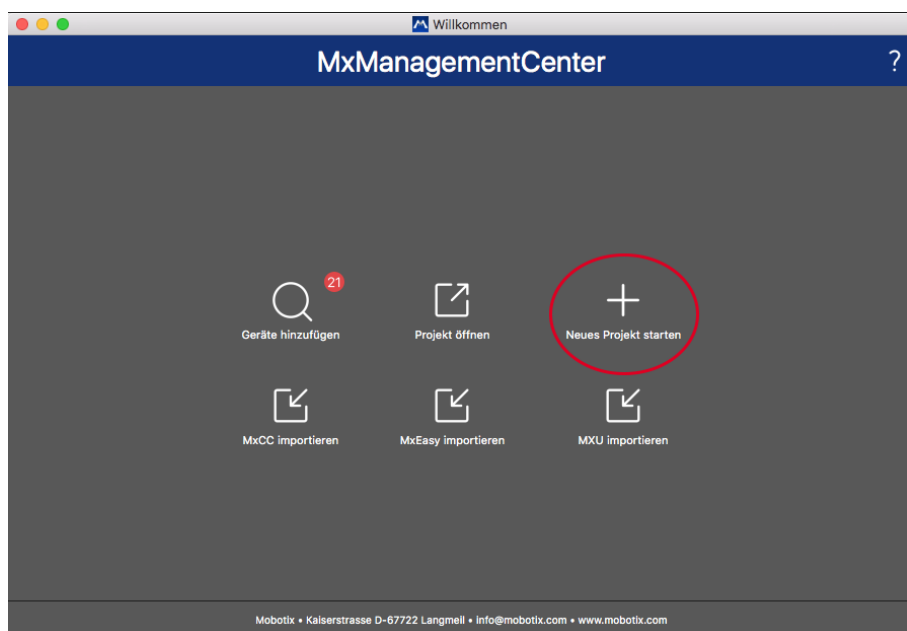 Willkommen
MxManagementCenter
?
21
Geräte hinzufügen
Projekt öffnen
Neues Projekt starten
MxCC importieren
MxEasy importieren
MXU importieren
Mobotix • Kaiserstrasse D-67722 Langmeil • info@mobotix.com • www.mobotix.com